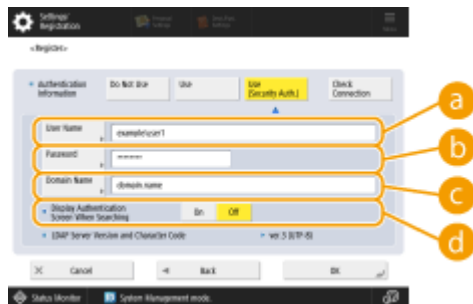 Settings/
Registration
<Register>
Authentication
Information
Do Not Use
Use
Use
(Security Auth.)
Check
Connection
a
User Name
example\user1
b
Password
********
Domain Name
domain.name
c
Display Authentication
Screen When Searching
On
Off
d
LDAP Server Version and Character Code
ver.3 (UTF-8)
Cancel
Back
OK
Status Monitor
System Management mode.